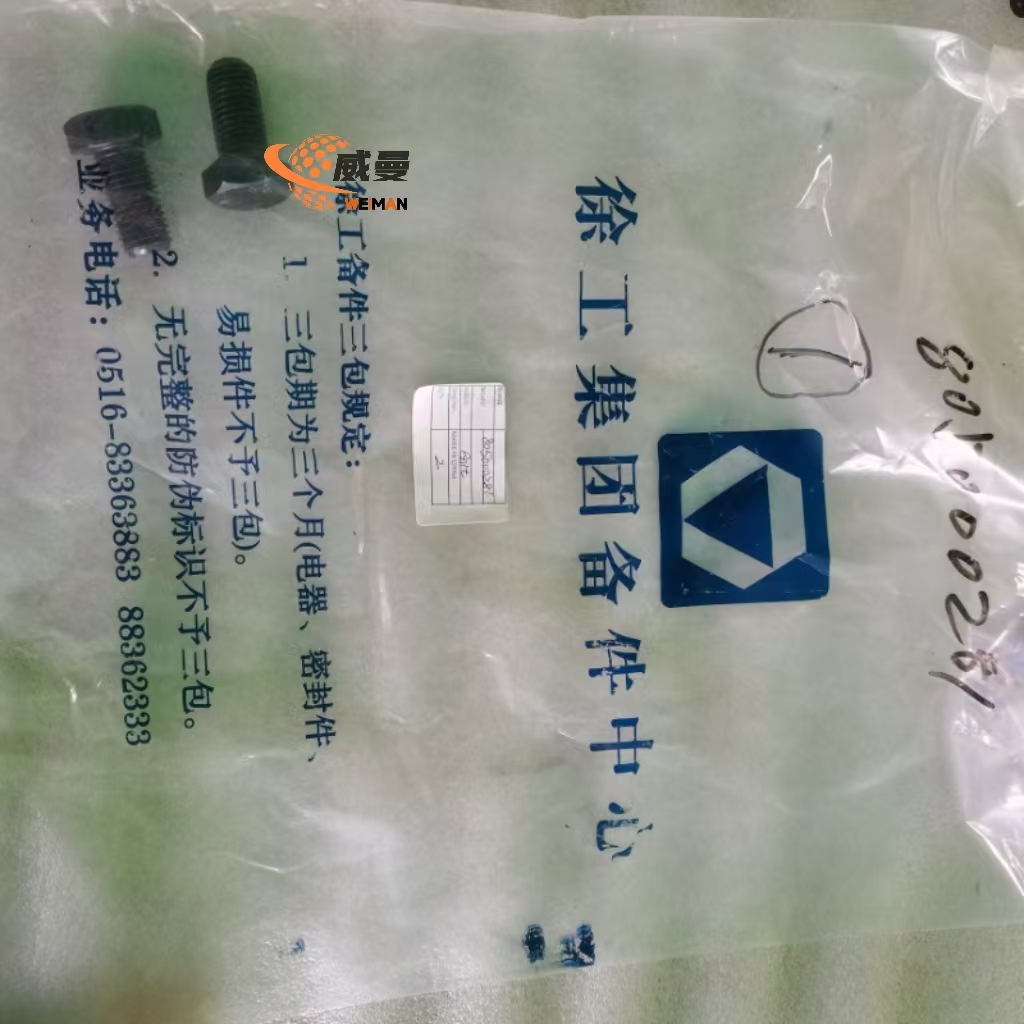 徐工集团备件中心
徐工备件三包规定：
1. 三包期为三个月(电器、密封件、
易损件不予三包)。
2. 无完整的防伪标识不予三包。
业务电话：0516-83363883 88362333
威曼
WEMAN
1
Bolt
2